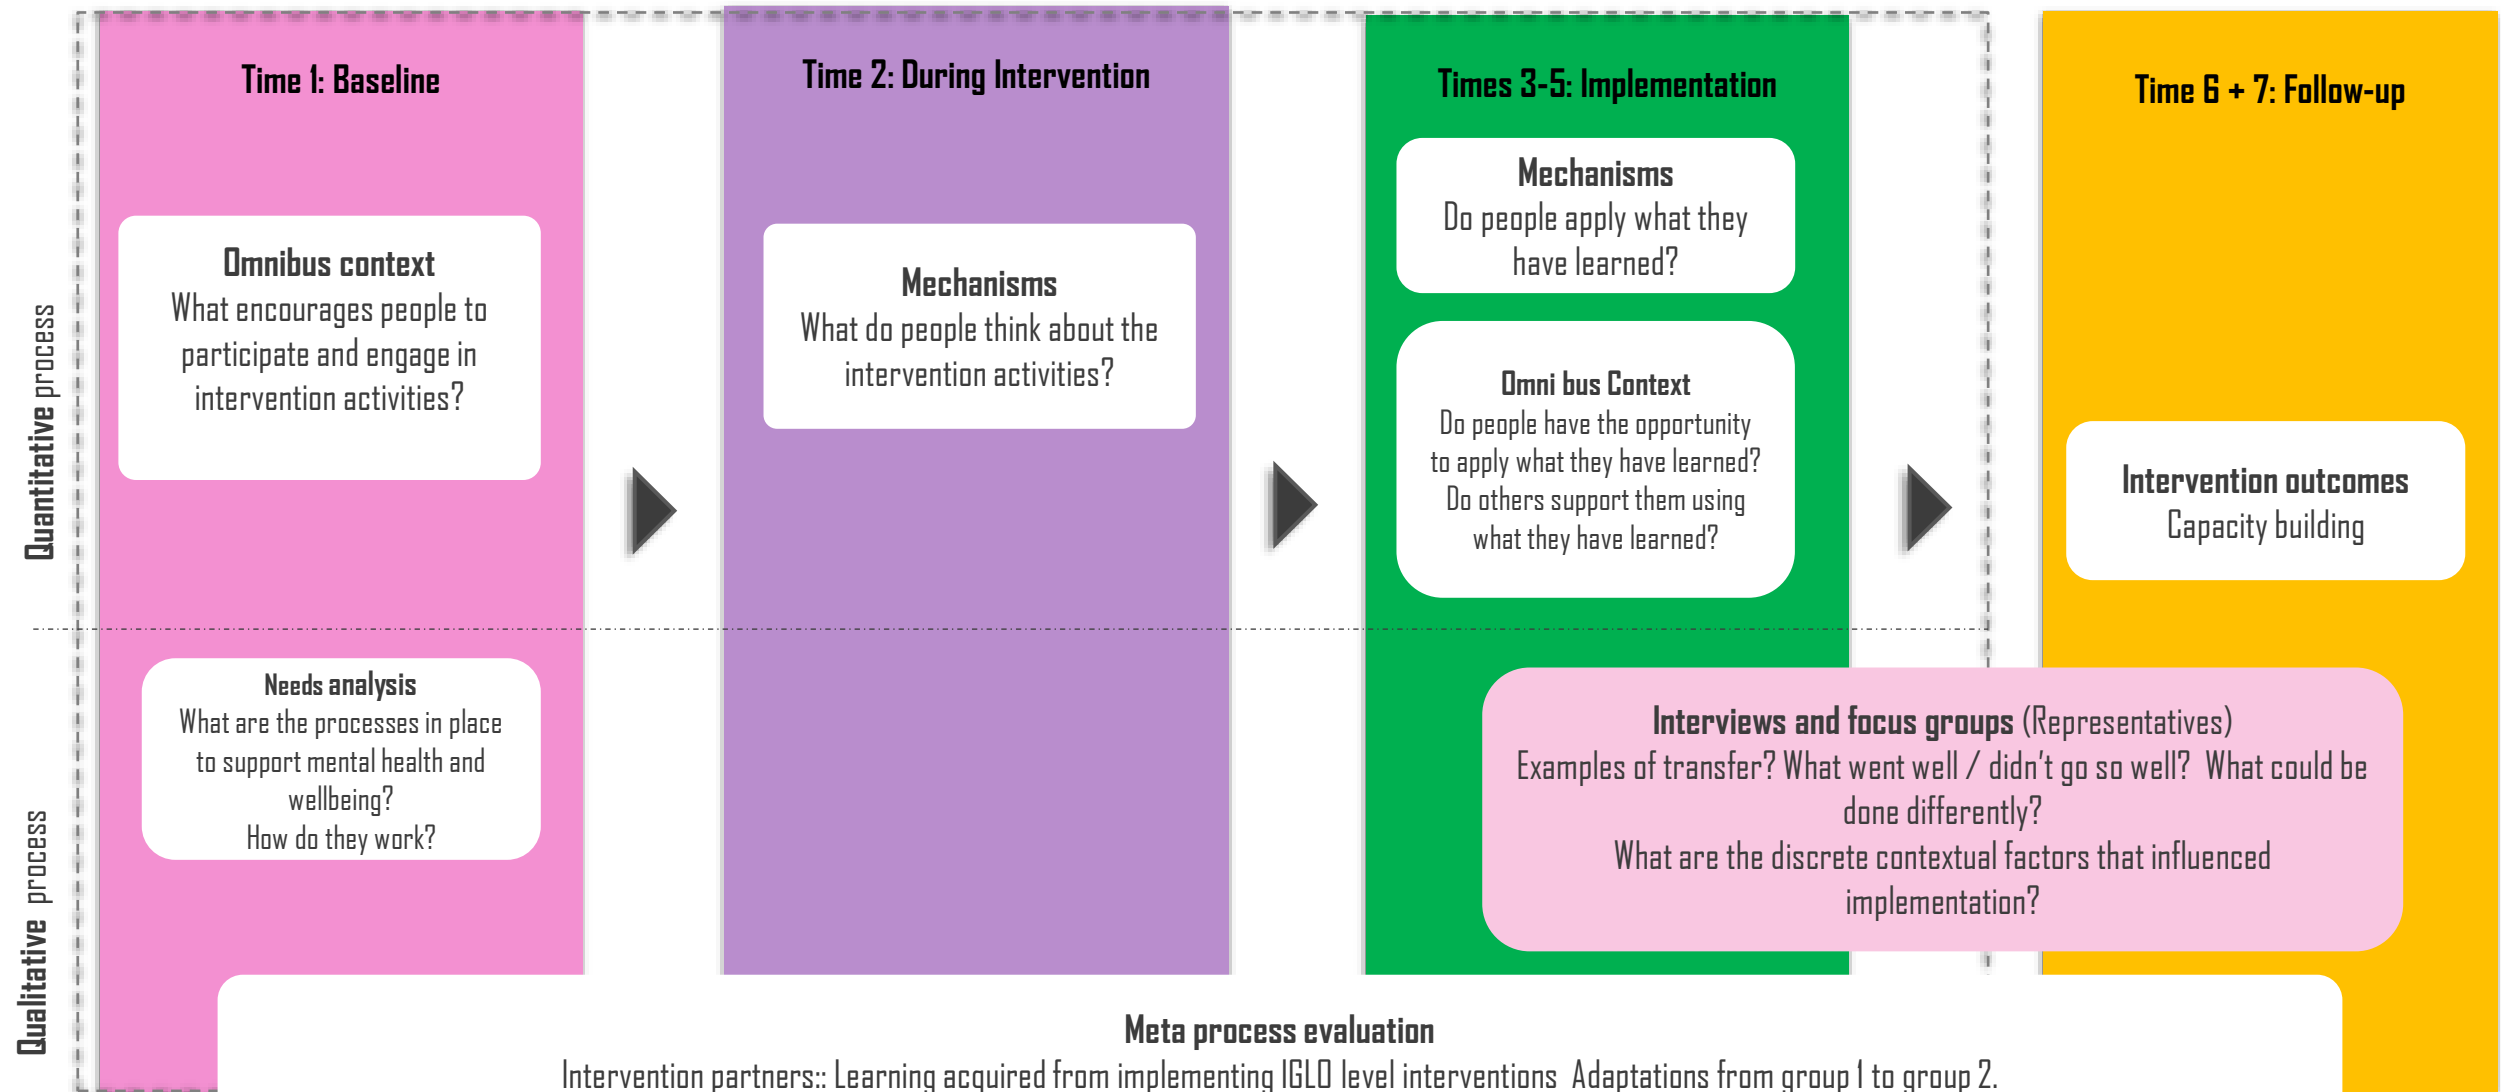 Time 1: Baseline
Time 2: During Intervention
Times 3-5: Implementation
Time 6 + 7: Follow-up
Quantitative process
Omnibus context
What encourages people to
participate and engage in
intervention activities?
Mechanisms
What do people think about the
intervention activities?
Mechanisms
Do people apply what they
have learned?
Omni bus Context
Do people have the opportunity
to apply what they have learned?
Do others support them using
what they have learned?
Intervention outcomes
Capacity building
Qualitative process
Needs analysis
What are the processes in place
to support mental health and
wellbeing?
How do they work?
Interviews and focus groups (Representatives)
Examples of transfer? What went well / didn't go so well? What could be
done differently?
What are the discrete contextual factors that influenced
implementation?
Meta process evaluation
Intervention partners:: Learning acquired from implementing IGLO level interventions Adaptations from group 1 to group 2.